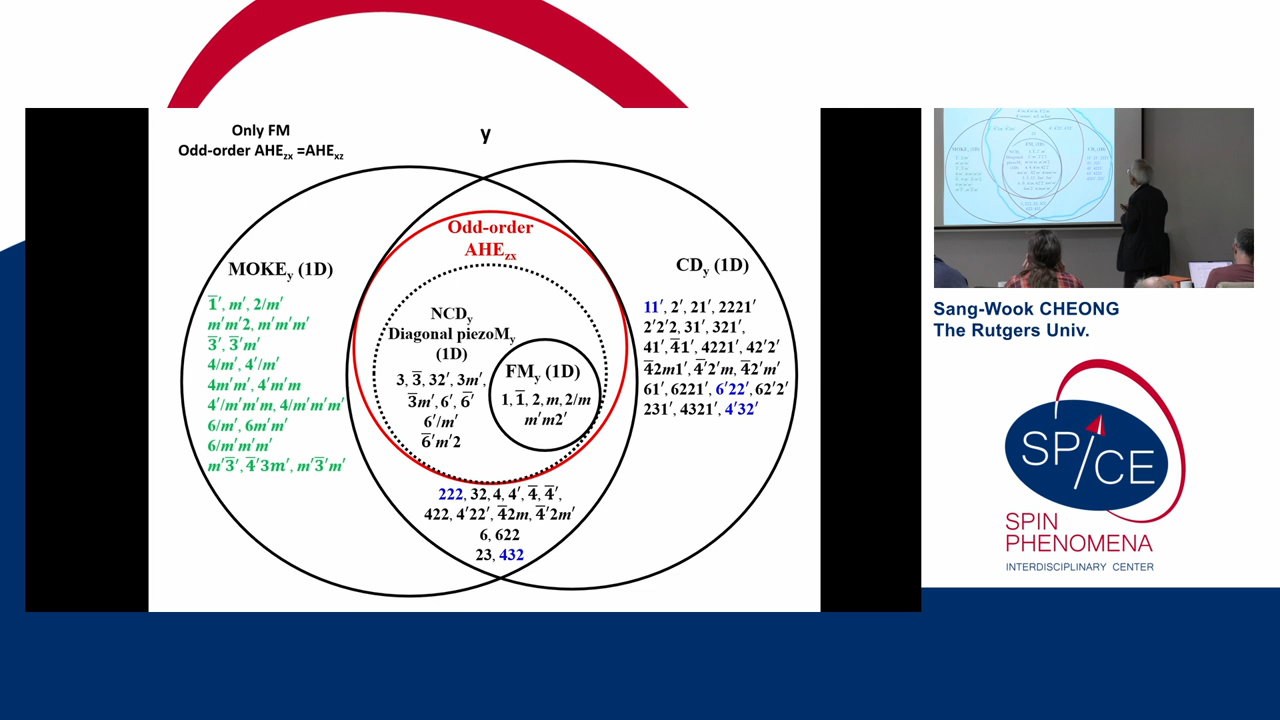 Only FM
Odd-order AHE_zx =AHE_xz
y
Odd-order
AHE_zx
MOKE_y (1D)
1̅′, m′, 2/m′
m′m′2, m′m′m′
3̅′, 3̅′m′
4/m′, 4′/m′
4m′m′, 4′m′m
4′/m′m′m, 4/m′m′m′
6/m′, 6m′m′
6/m′m′m′
m′3̅′, 4̅′3m′, m′3̅′m′
NCD_y
Diagonal piezoM_y
(1D)
3, 3̅, 32′, 3m′,
3̅m′, 6′, 6̅′
6′/m′
6̅′m′2
FM_y (1D)
1, 1̅, 2, m, 2/m
m′m2′
222, 32, 4, 4′, 4̅, 4̅′,
422, 4′22′, 4̅2m, 4̅′2m′
6, 622
23, 432
CD_y (1D)
11′, 2′, 21′, 2221′
2′2′2, 31′, 321′,
41′, 4̅1′, 4221′, 42′2′
4̅2m1′, 4̅′2′m, 4̅2′m′
61′, 6221′, 6′22′, 62′2′
231′, 4321′, 4′32′
Sang-Wook CHEONG
The Rutgers Univ.
SP/CE
SPIN
PHENOMENA
INTERDISCIPLINARY CENTER